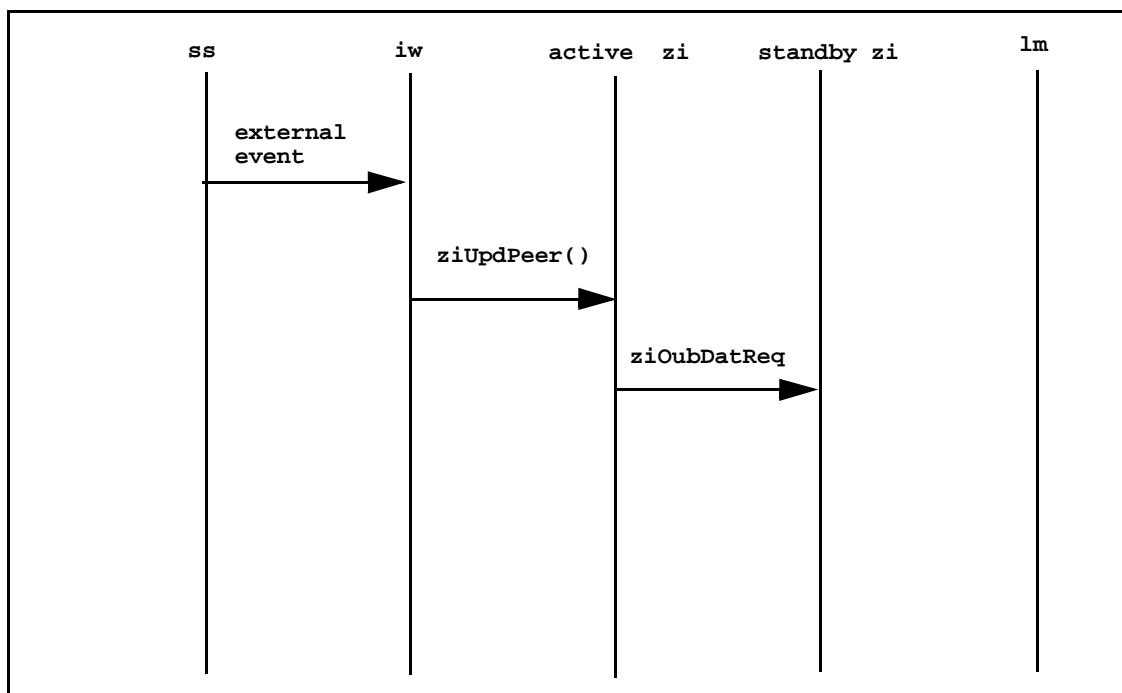 ss iw active zi standby zi lm
external
event
ziUpdPeer()
ziOubDatReq